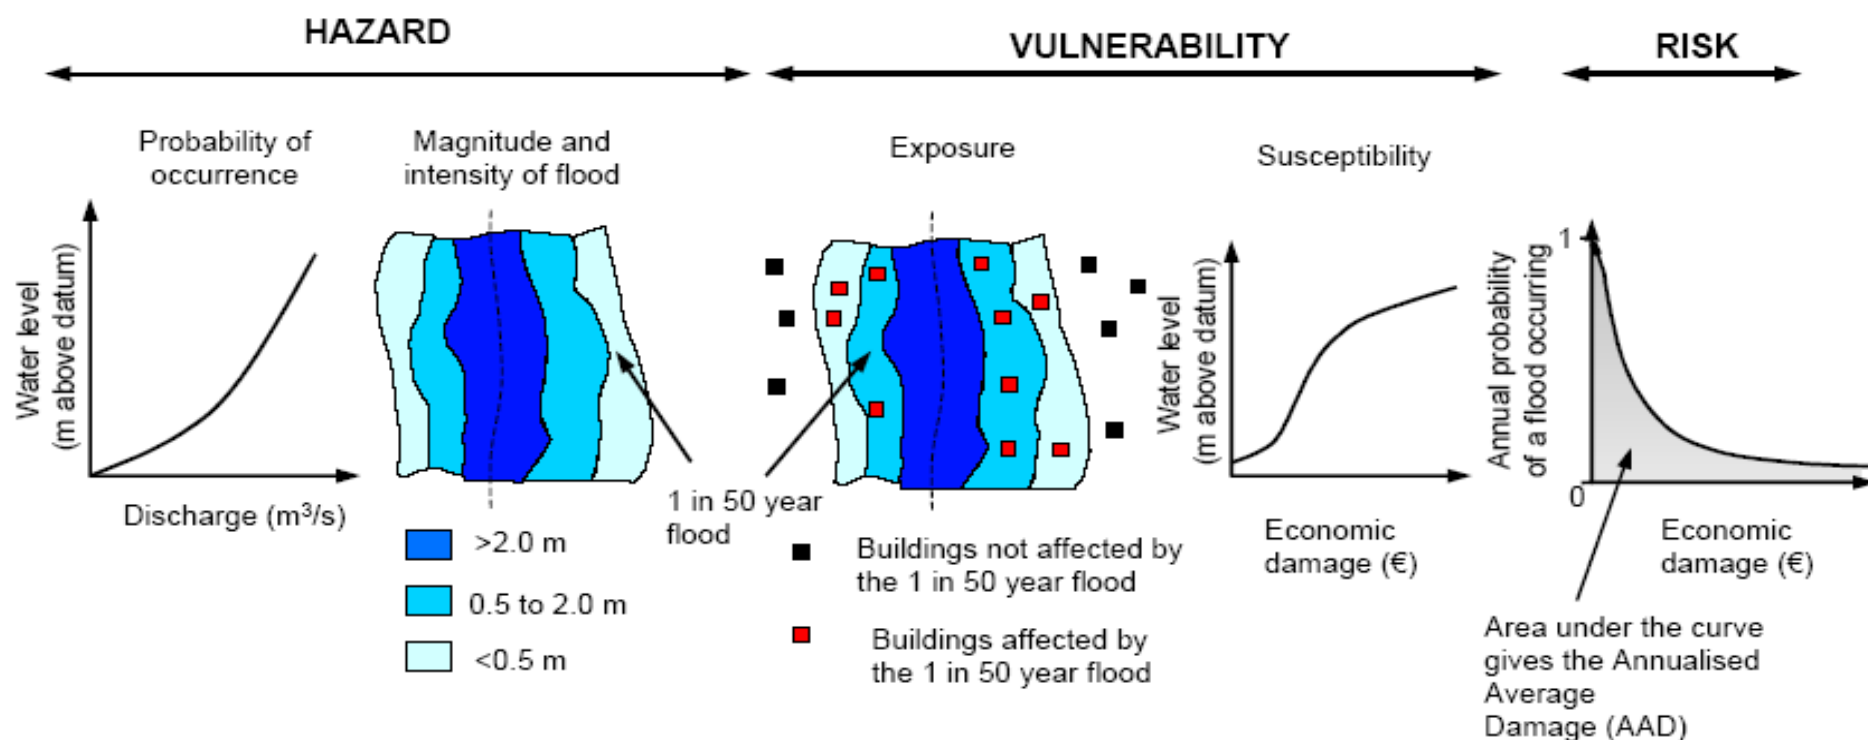 HAZARD
VULNERABILITY
RISK
Probability of
occurrence
Magnitude and
intensity of flood
Exposure
Susceptibility
Water level
(m above datum)
Discharge (m³/s)
>2.0 m
0.5 to 2.0 m
<0.5 m
1 in 50 year
flood
Buildings not affected by
the 1 in 50 year flood
Buildings affected by
the 1 in 50 year flood
Water level
(m above datum)
Economic
damage (€)
Annual probability
of a flood occurring
1
0
Economic
damage (€)
Area under the curve
gives the Annualised
Average
Damage (AAD)